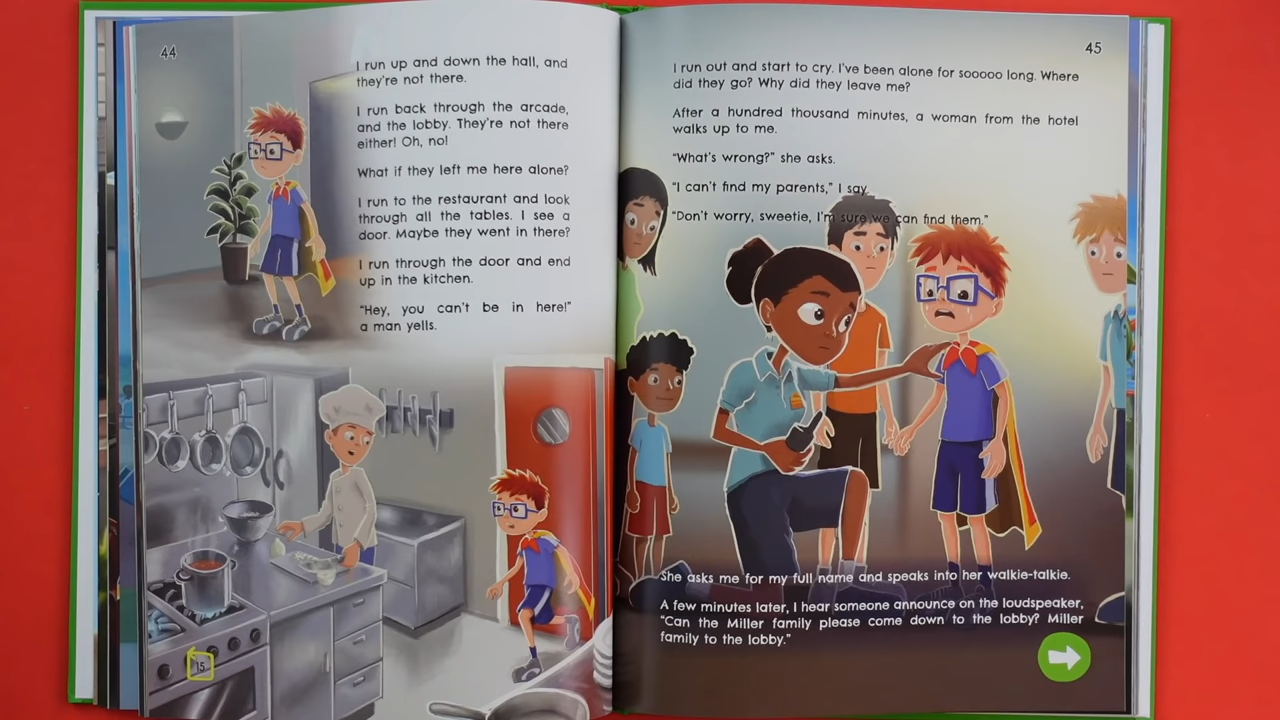 44
I run up and down the hall, and
they're not there.
I run back through the arcade,
and the lobby. They're not there
either! Oh, no!
What if they left me here alone?
I run to the restaurant and look
through all the tables. I see a
door. Maybe they went in there?
I run through the door and end
up in the kitchen.
"Hey, you can't be in here!"
a man yells.
15
45
I run out and start to cry. I've been alone for sooooo long. Where
did they go? Why did they leave me?
After a hundred thousand minutes, a woman from the hotel
walks up to me.
"What's wrong?" she asks.
"I can't find my parents," I say.
"Don't worry, sweetie, I'm sure we can find them."
She asks me for my full name and speaks into her walkie-talkie.
A few minutes later, I hear someone announce on the loudspeaker,
"Can the Miller family please come down to the lobby? Miller
family to the lobby."